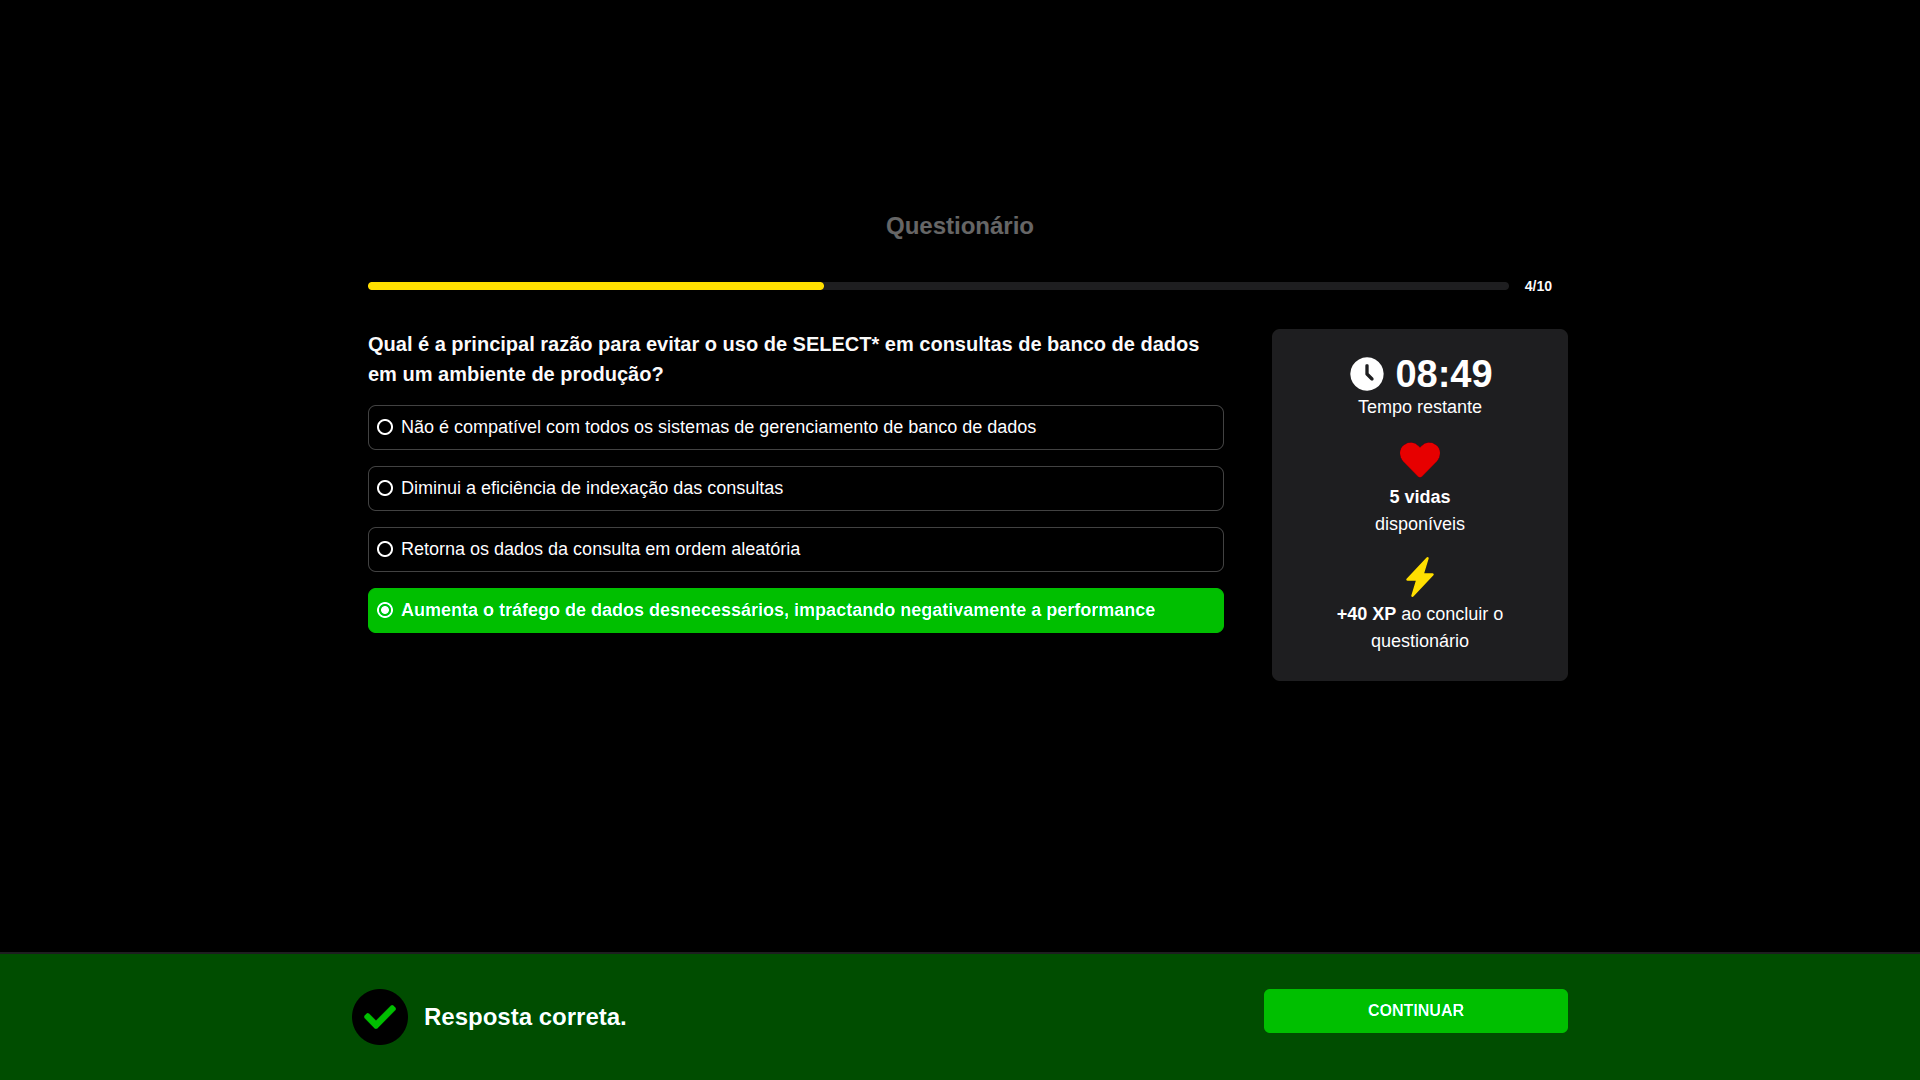 Questionário
4/10
Qual é a principal razão para evitar o uso de SELECT* em consultas de banco de dados
em um ambiente de produção?
Não é compatível com todos os sistemas de gerenciamento de banco de dados
Diminui a eficiência de indexação das consultas
Retorna os dados da consulta em ordem aleatória
Aumenta o tráfego de dados desnecessários, impactando negativamente a performance
08:49
Tempo restante
5 vidas
disponíveis
+40 XP ao concluir o
questionário
Resposta correta.
CONTINUAR